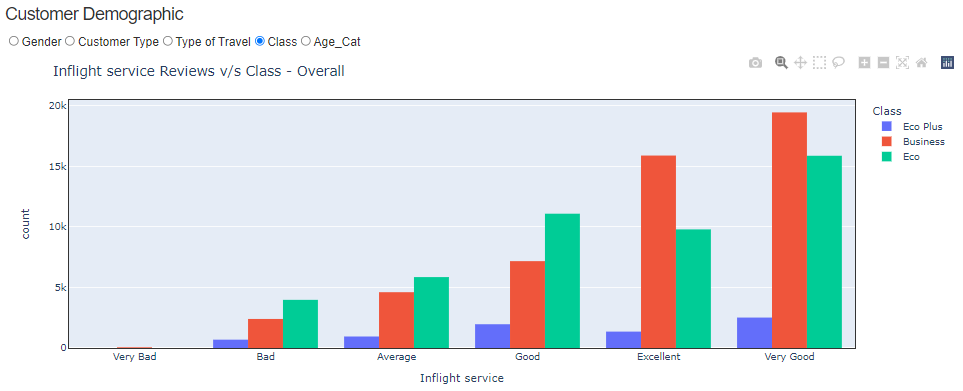 Customer Demographic
Gender Customer Type Type of Travel Class Age_Cat
Inflight service Reviews v/s Class - Overall
Class
Eco Plus
Business
Eco
count
20k
15k
10k
5k
0
Very Bad Bad Average Good Excellent Very Good
Inflight service